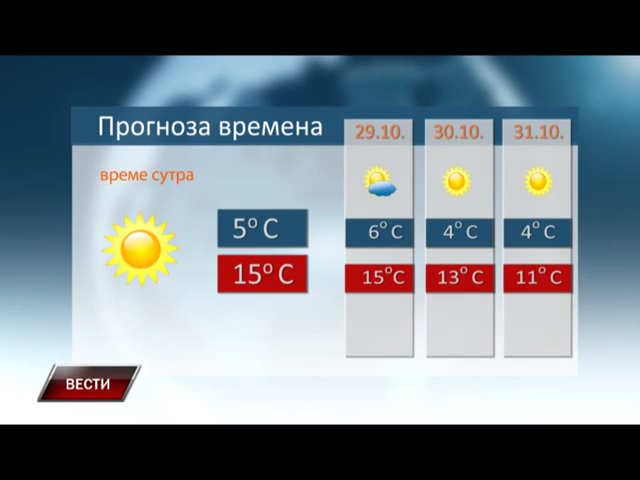 Прогноза времена
време сутра
5° C
15° C
29.10.
6° C
15°C
30.10.
4° C
13° C
31.10.
4° C
11° C
ВЕСТИ